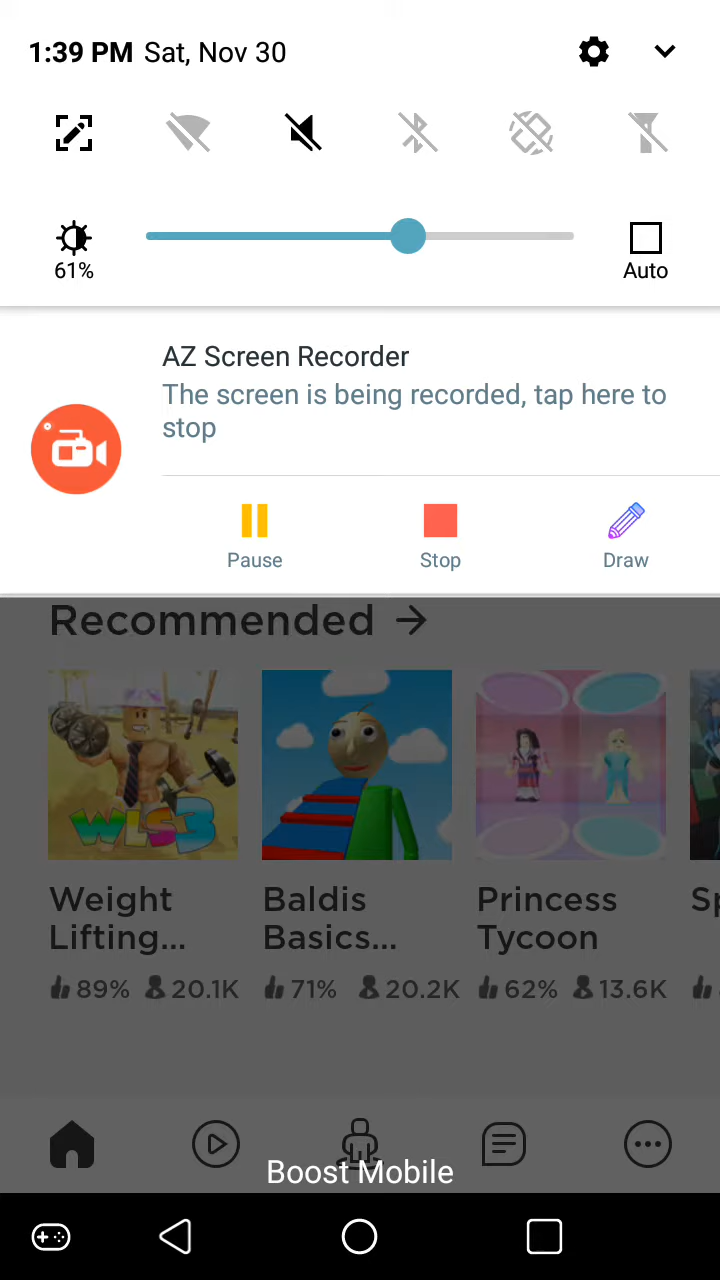 1:39 PM Sat, Nov 30
61%
Auto
AZ Screen Recorder
The screen is being recorded, tap here to
stop
Pause Stop Draw
Recommended →
WLS3
Weight Baldis Princess Sp
Lifting... Basics... Tycoon
89% 20.1K 71% 20.2K 62% 13.6K
Boost Mobile